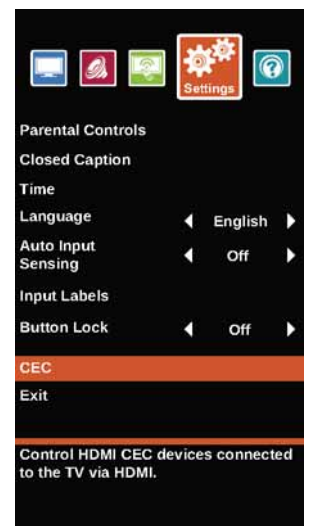 Settings
Parental Controls
Closed Caption
Time
Language English
Auto Input
Sensing Off
Input Labels
Button Lock Off
CEC
Exit
Control HDMI CEC devices connected
to the TV via HDMI.